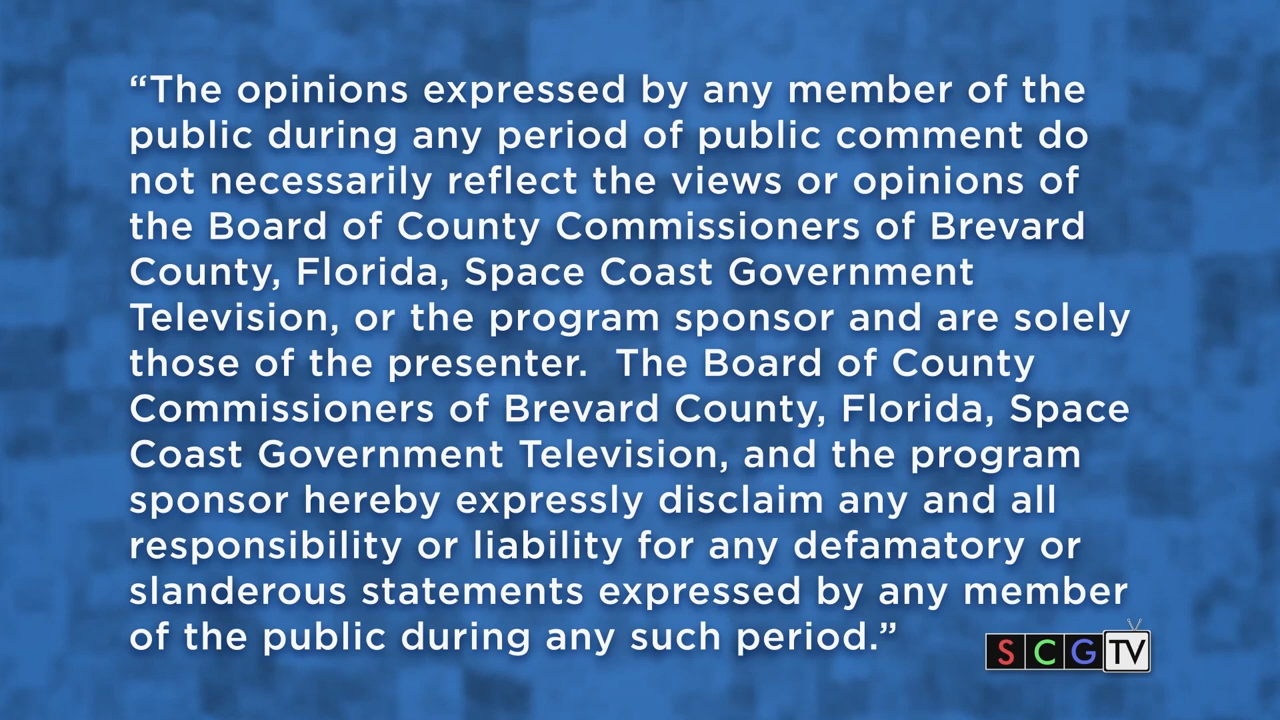 “The opinions expressed by any member of the
public during any period of public comment do
not necessarily reflect the views or opinions of
the Board of County Commissioners of Brevard
County, Florida, Space Coast Government
Television, or the program sponsor and are solely
those of the presenter.  The Board of County
Commissioners of Brevard County, Florida, Space
Coast Government Television, and the program
sponsor hereby expressly disclaim any and all
responsibility or liability for any defamatory or
slanderous statements expressed by any member
of the public during any such period.”
SCGTV